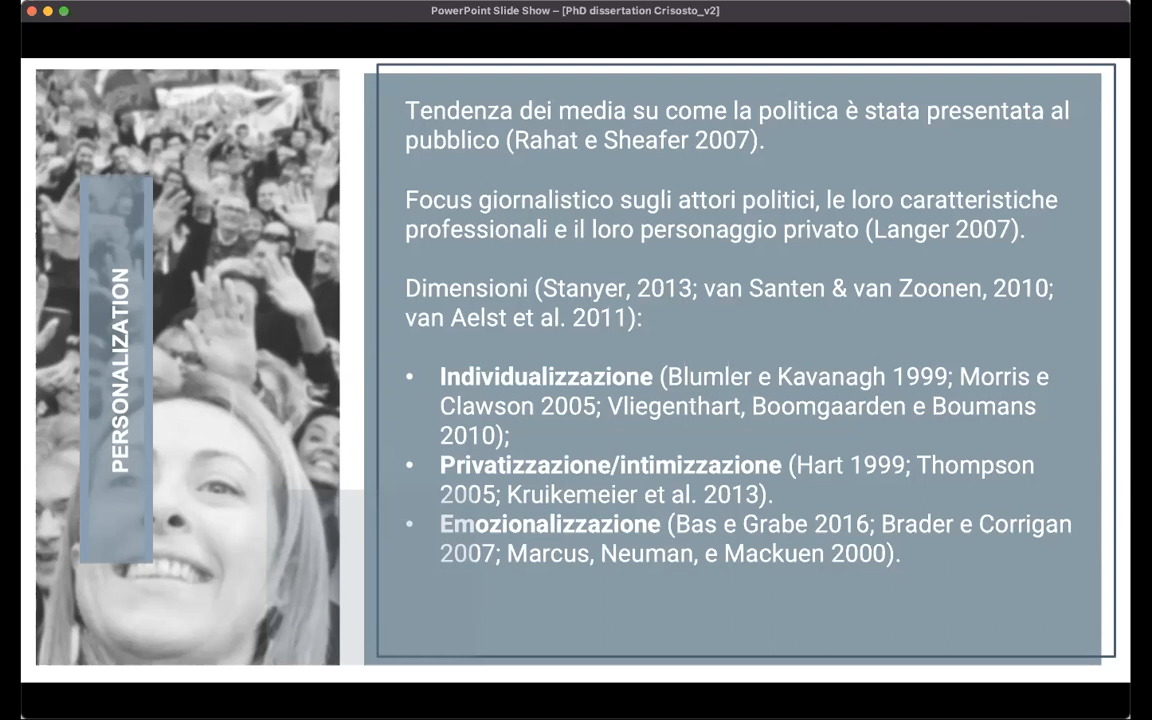 PowerPoint Slide Show – [PhD dissertation Crisosto_v2]
PERSONALIZATION
Tendenza dei media su come la politica è stata presentata al
pubblico (Rahat e Sheafer 2007).
Focus giornalistico sugli attori politici, le loro caratteristiche
professionali e il loro personaggio privato (Langer 2007).
Dimensioni (Stanyer, 2013; van Santen & van Zoonen, 2010;
van Aelst et al. 2011):
• Individualizzazione (Blumler e Kavanagh 1999; Morris e
Clawson 2005; Vliegenthart, Boomgaarden e Boumans
2010);
• Privatizzazione/intimizzazione (Hart 1999; Thompson
2005; Kruikemeier et al. 2013).
• Emozionalizzazione (Bas e Grabe 2016; Brader e Corrigan
2007; Marcus, Neuman, e Mackuen 2000).